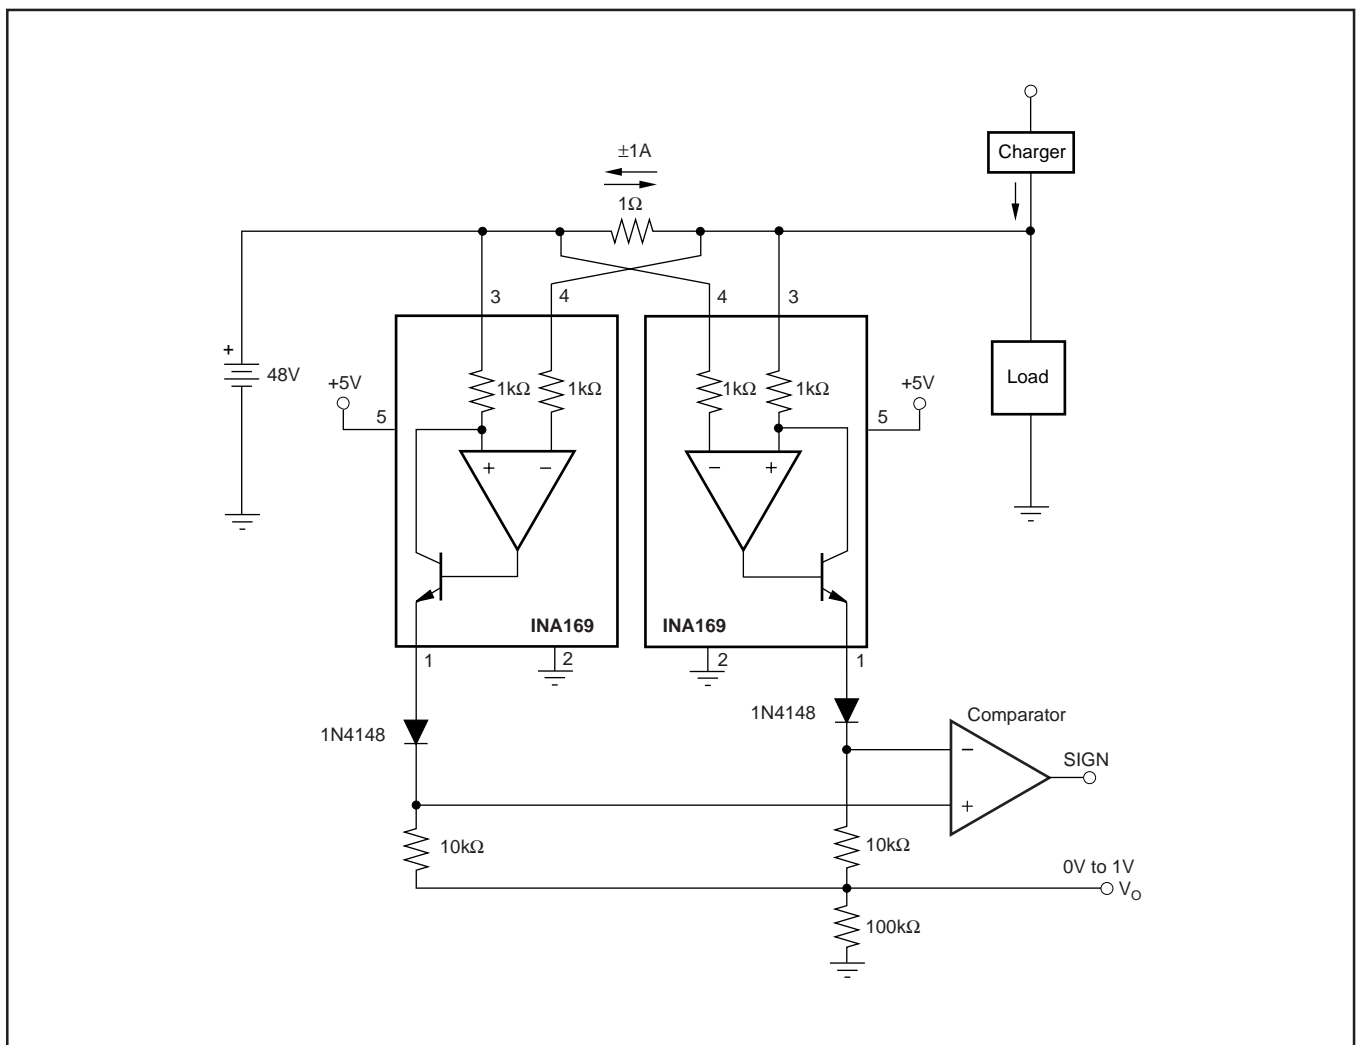 Charger
±1A
1Ω
3
4
4
3
+
48V
+5V
5
1kΩ
1kΩ
1kΩ
1kΩ
5
+5V
Load
+
–
–
+
INA169
INA169
1
2
2
1
1N4148
1N4148
Comparator
–
SIGN
+
10kΩ
10kΩ
0V to 1V
VO
100kΩ